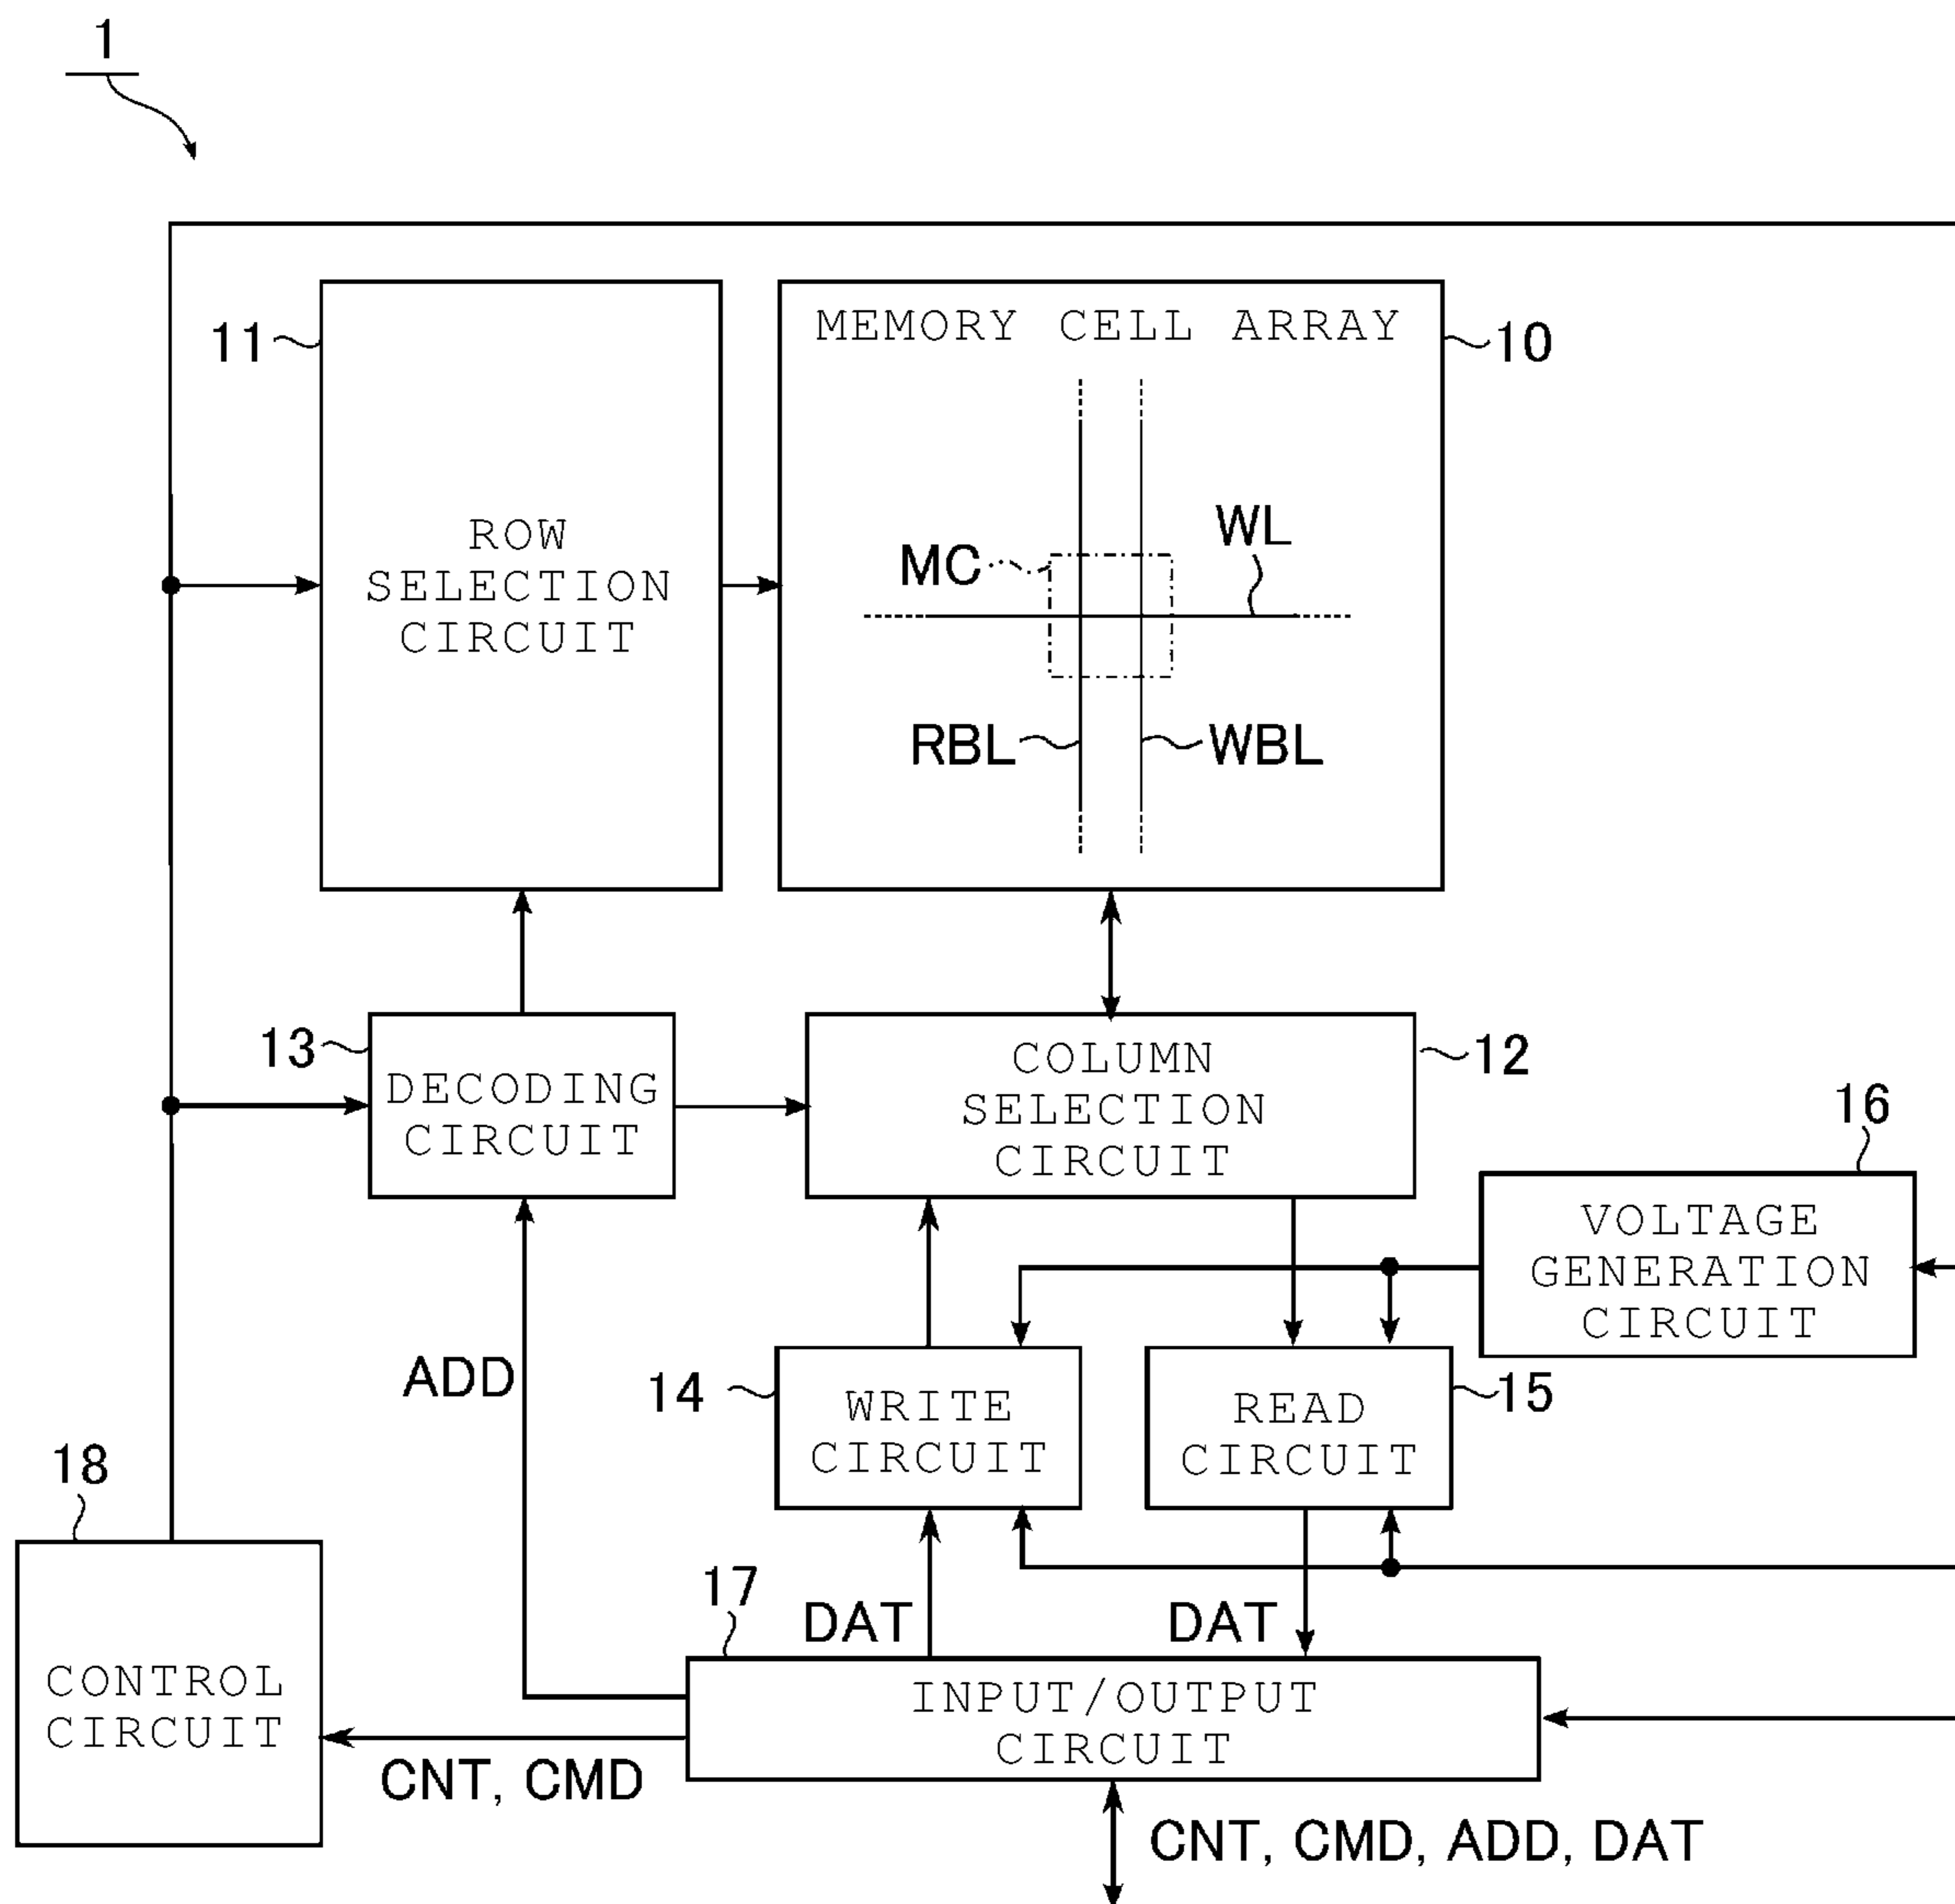 1
11
MEMORY CELL ARRAY
10
ROW
SELECTION
CIRCUIT
MC
WL
RBL
WBL
13
DECODING
CIRCUIT
COLUMN
SELECTION
CIRCUIT
12
16
VOLTAGE
GENERATION
CIRCUIT
ADD
14
WRITE
CIRCUIT
READ
CIRCUIT
15
18
CONTROL
CIRCUIT
17
DAT
DAT
INPUT/OUTPUT
CIRCUIT
CNT, CMD
CNT, CMD, ADD, DAT